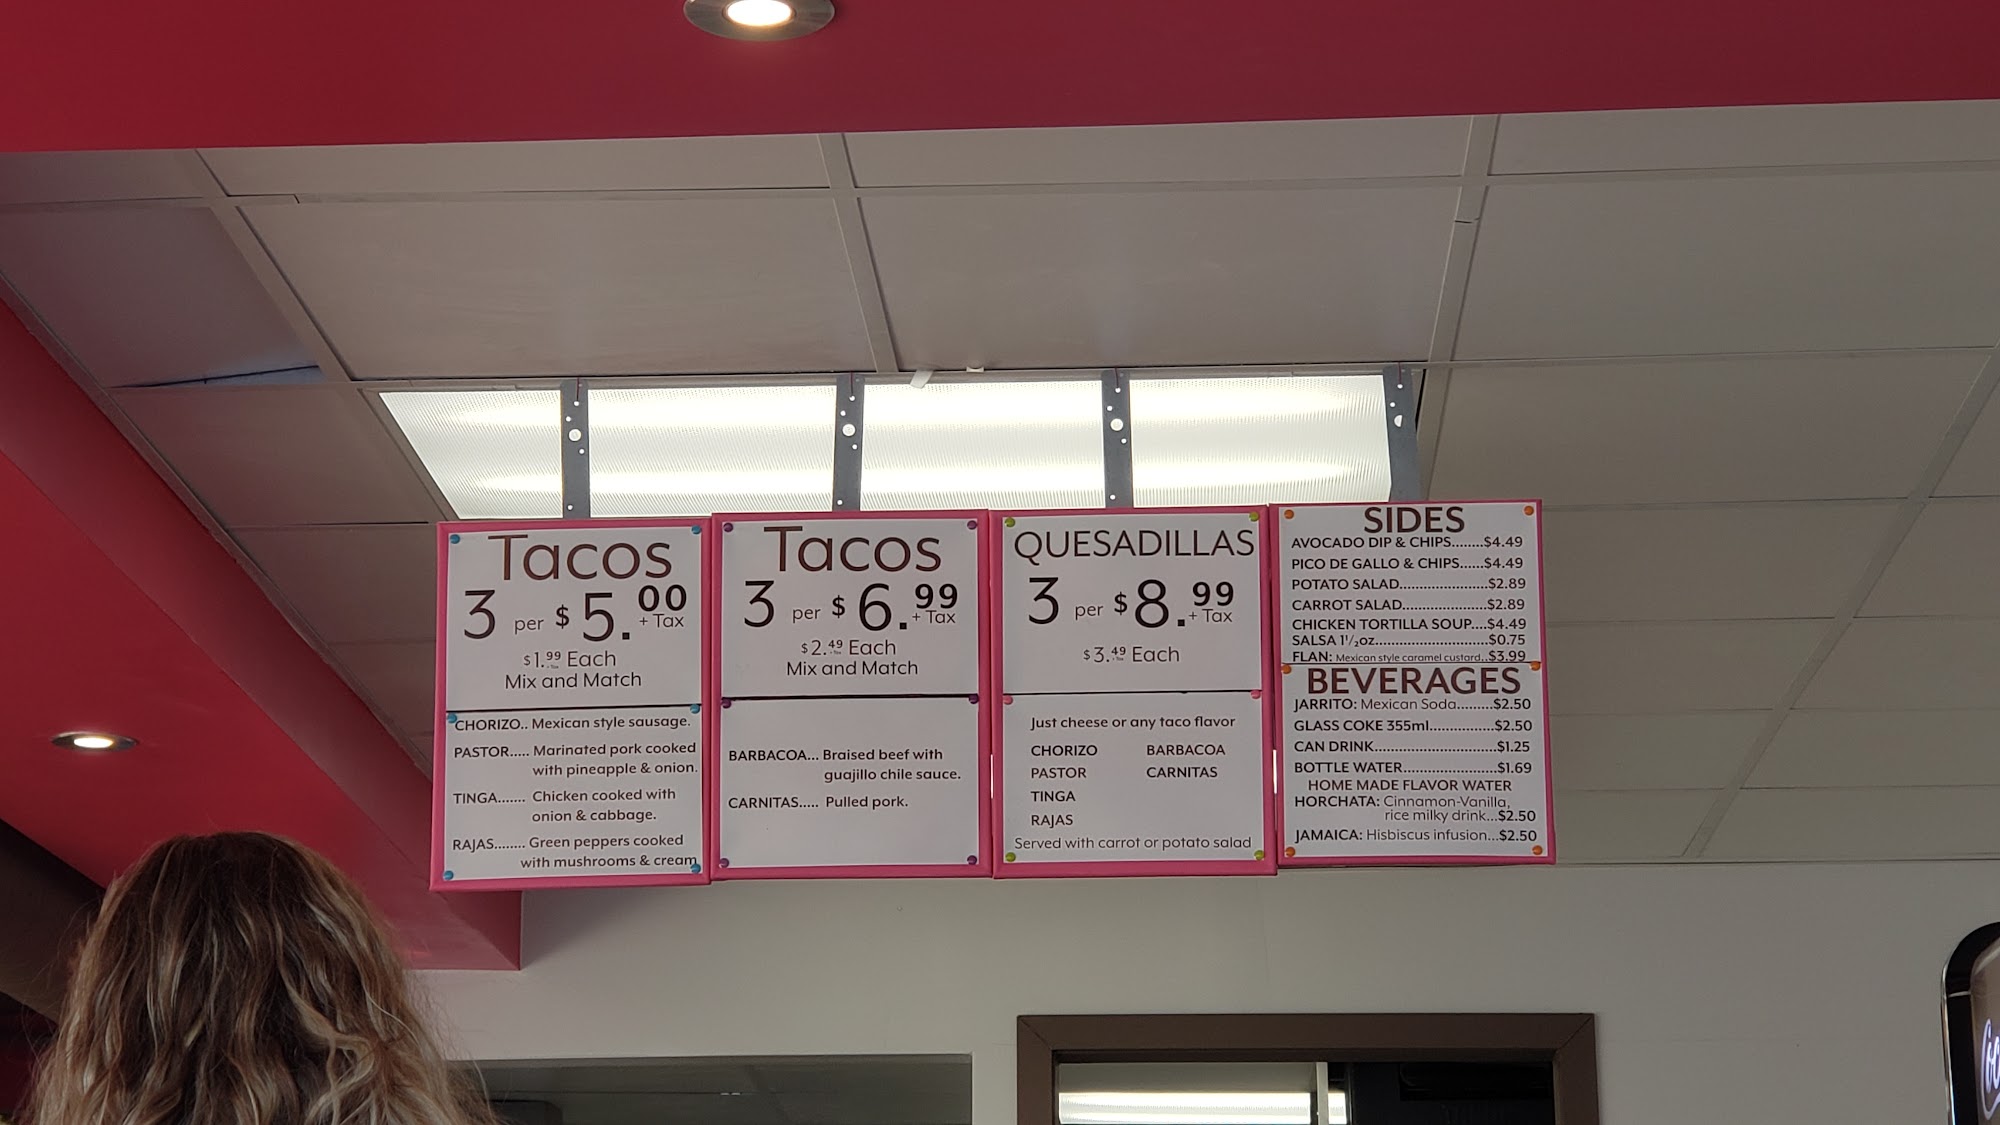 Tacos
3 per $5.00 + Tax
$1.99 Each
Mix and Match
CHORIZO.. Mexican style sausage.
PASTOR..... Marinated pork cooked
with pineapple & onion.
TINGA....... Chicken cooked with
onion & cabbage.
RAJAS........ Green peppers cooked
with mushrooms & cream
Tacos
3 per $6.99 + Tax
$2.49 Each
Mix and Match
BARBACOA... Braised beef with
guajillo chile sauce.
CARNITAS..... Pulled pork.
QUESADILLAS
3 per $8.99 + Tax
$3.49 Each
Just cheese or any taco flavor
CHORIZO BARBACOA
PASTOR CARNITAS
TINGA
RAJAS
Served with carrot or potato salad
SIDES
AVOCADO DIP & CHIPS........$4.49
PICO DE GALLO & CHIPS......$4.49
POTATO SALAD......................$2.89
CARROT SALAD.....................$2.89
CHICKEN TORTILLA SOUP....$4.49
SALSA 1 1/2oz............................$0.75
FLAN: Mexican style caramel custard..$3.99
BEVERAGES
JARRITO: Mexican Soda.........$2.50
GLASS COKE 355ml................$2.50
CAN DRINK..............................$1.25
BOTTLE WATER.......................$1.69
HOME MADE FLAVOR WATER
HORCHATA: Cinnamon-Vanilla,
rice milky drink...$2.50
JAMAICA: Hisbiscus infusion...$2.50